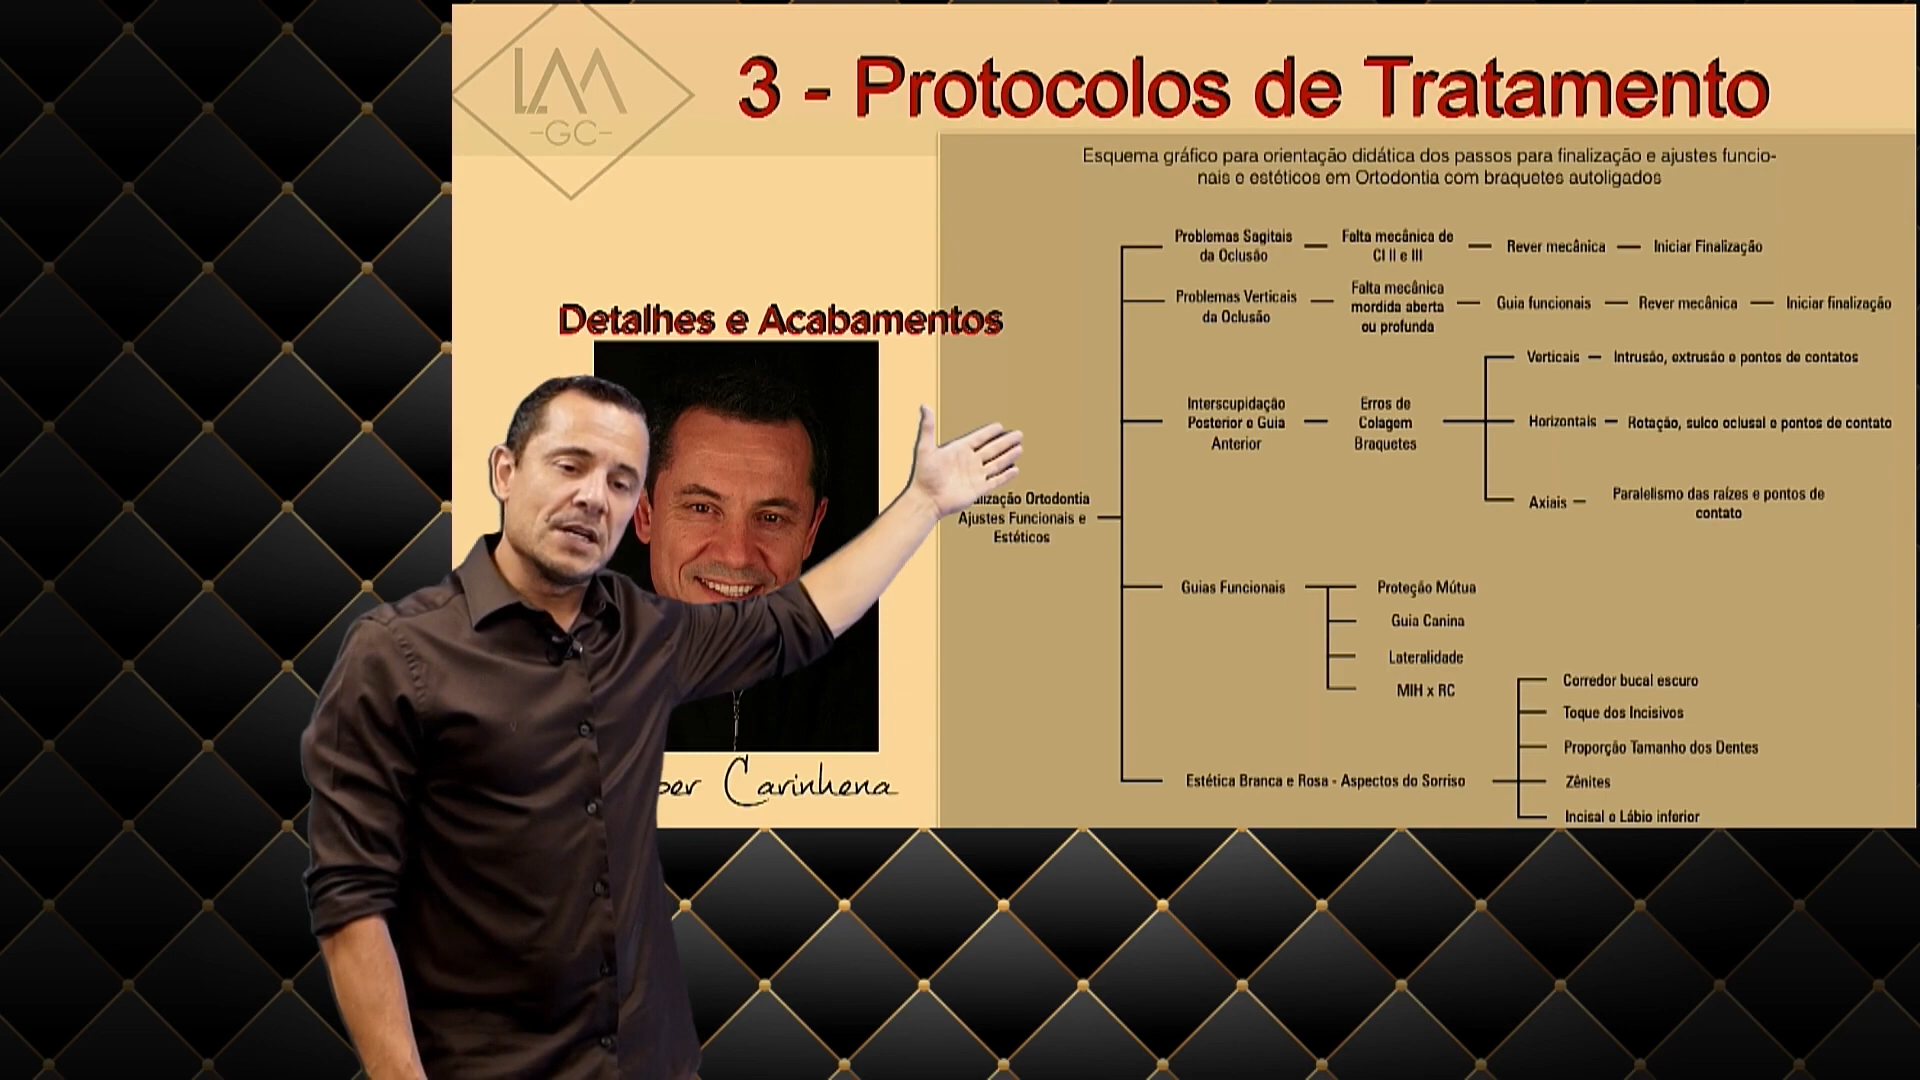 LAA
-GC-
3 - Protocolos de Tratamento
Esquema gráfico para orientação didática dos passos para finalização e ajustes funcio-
nais e estéticos em Ortodontia com braquetes autoligados
Detalhes e Acabamentos
Carinhena
Ortodontia
Ajustes Funcionais e
Estéticos
Problemas Sagitais
da Oclusão
Falta mecânica de
Cl II e III
Rever mecânica
Iniciar Finalização
Problemas Verticais
da Oclusão
Falta mecânica
mordida aberta
ou profunda
Guia funcionais
Rever mecânica
Iniciar finalização
Interscupidação
Posterior e Guia
Anterior
Erros de
Colagem
Braquetes
Verticais
Intrusão, extrusão e pontos de contatos
Horizontais
Rotação, sulco oclusal e pontos de contato
Axiais
Paralelismo das raízes e pontos de
contato
Guias Funcionais
Proteção Mútua
Guia Canina
Lateralidade
MIH x RC
Estética Branca e Rosa - Aspectos do Sorriso
Corredor bucal escuro
Toque dos Incisivos
Proporção Tamanho dos Dentes
Zênites
Incisal e Lábio inferior